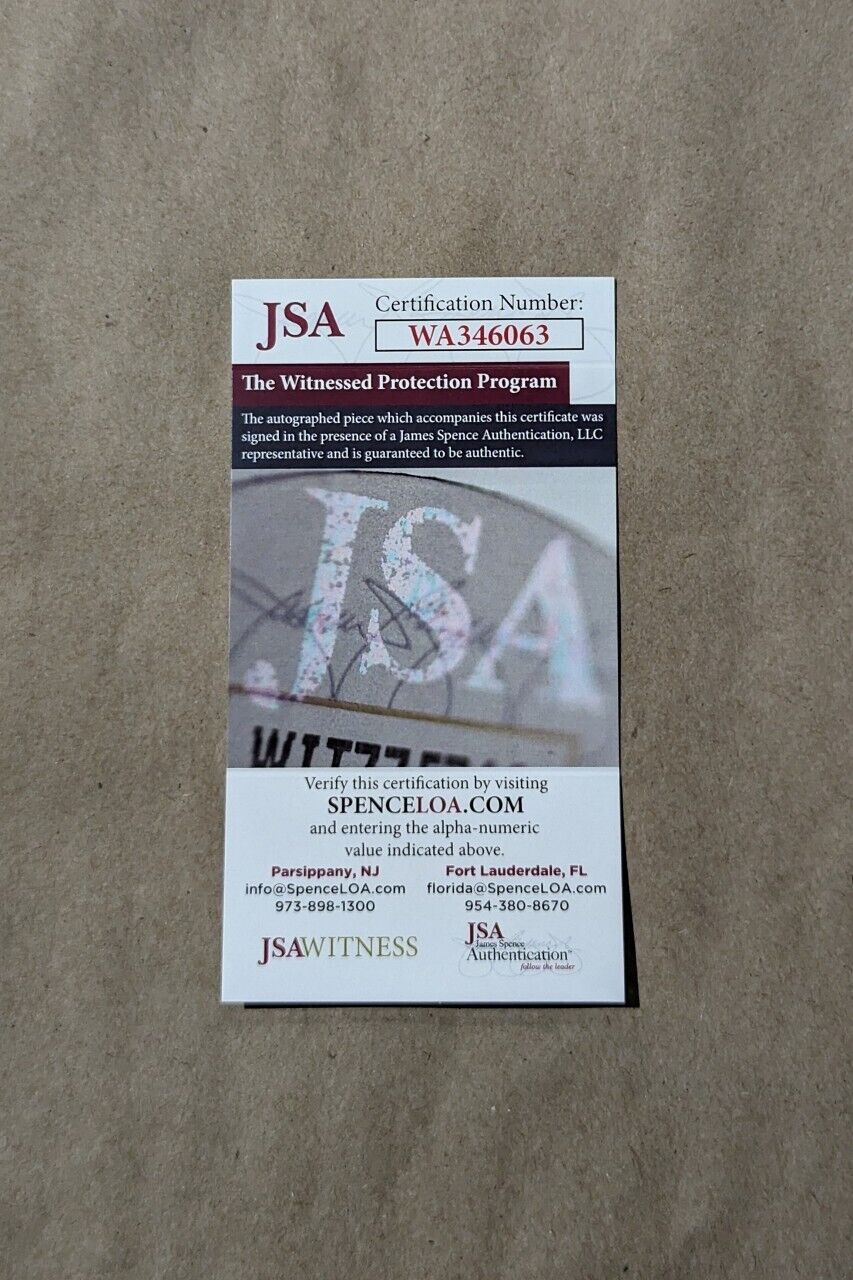 JSA
Certification Number:
WA346063
The Witnessed Protection Program
The autographed piece which accompanies this certificate was
signed in the presence of a James Spence Authentication, LLC
representative and is guaranteed to be authentic.
JSA
Verify this certification by visiting
SPENCELOA.COM
and entering the alpha-numeric
value indicated above.
Parsippany, NJ
info@SpenceLOA.com
973-898-1300
Fort Lauderdale, FL
florida@SpenceLOA.com
954-380-8670
JSAWITNESS
JSA
James Spence
Authentication™
follow the leader